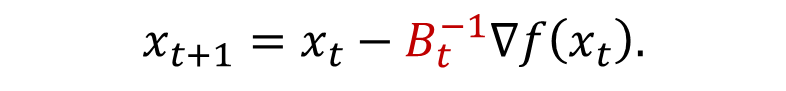 x_{t+1} = x_t − B_t^{−1}∇f(x_t).